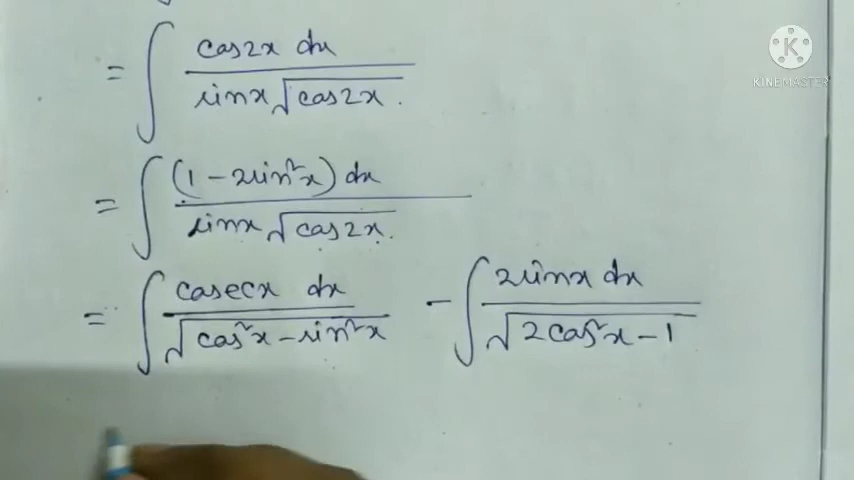 K
KINEMASTER
= ∫ cos2x dx / sinx √cos2x .
= ∫ (1 - 2sin²x) dx / sinx √cos2x .
= ∫ cosecx dx / √cos²x - sin²x - ∫ 2sinx dx / √2cos²x - 1